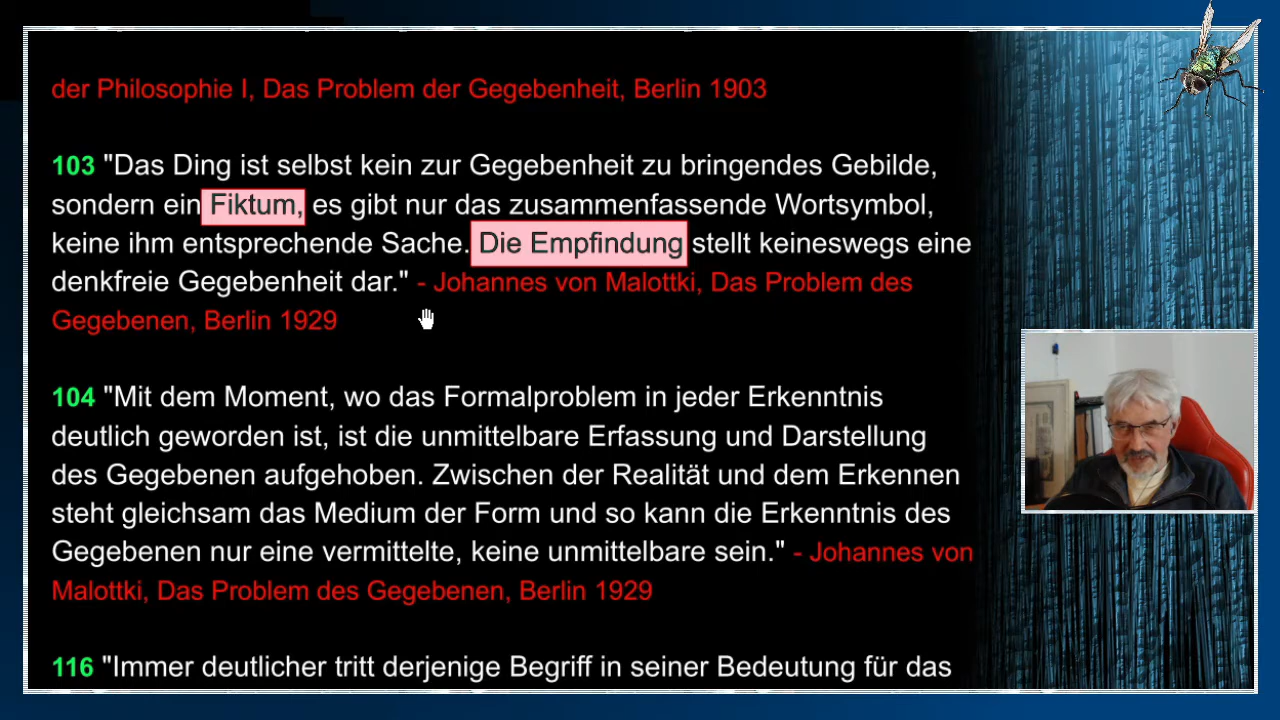 der Philosophie I, Das Problem der Gegebenheit, Berlin 1903
103 "Das Ding ist selbst kein zur Gegebenheit zu bringendes Gebilde,
sondern ein Fiktum, es gibt nur das zusammenfassende Wortsymbol,
keine ihm entsprechende Sache. Die Empfindung stellt keineswegs eine
denkfreie Gegebenheit dar." - Johannes von Malottki, Das Problem des
Gegebenen, Berlin 1929
104 "Mit dem Moment, wo das Formalproblem in jeder Erkenntnis
deutlich geworden ist, ist die unmittelbare Erfassung und Darstellung
des Gegebenen aufgehoben. Zwischen der Realität und dem Erkennen
steht gleichsam das Medium der Form und so kann die Erkenntnis des
Gegebenen nur eine vermittelte, keine unmittelbare sein." - Johannes von
Malottki, Das Problem des Gegebenen, Berlin 1929
116 "Immer deutlicher tritt derjenige Begriff in seiner Bedeutung für das